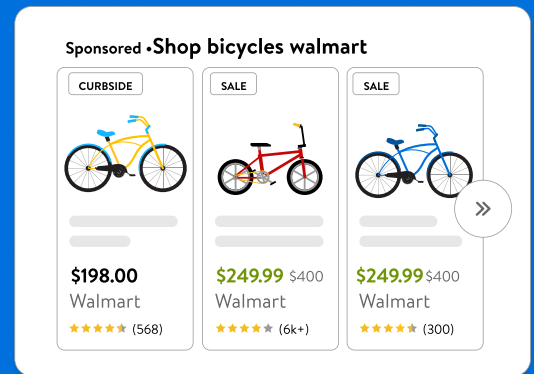 Sponsored •Shop bicycles walmart
CURBSIDE
$198.00
Walmart
(568)
SALE
$249.99 $400
Walmart
(6k+)
SALE
$249.99 $400
Walmart
(300)